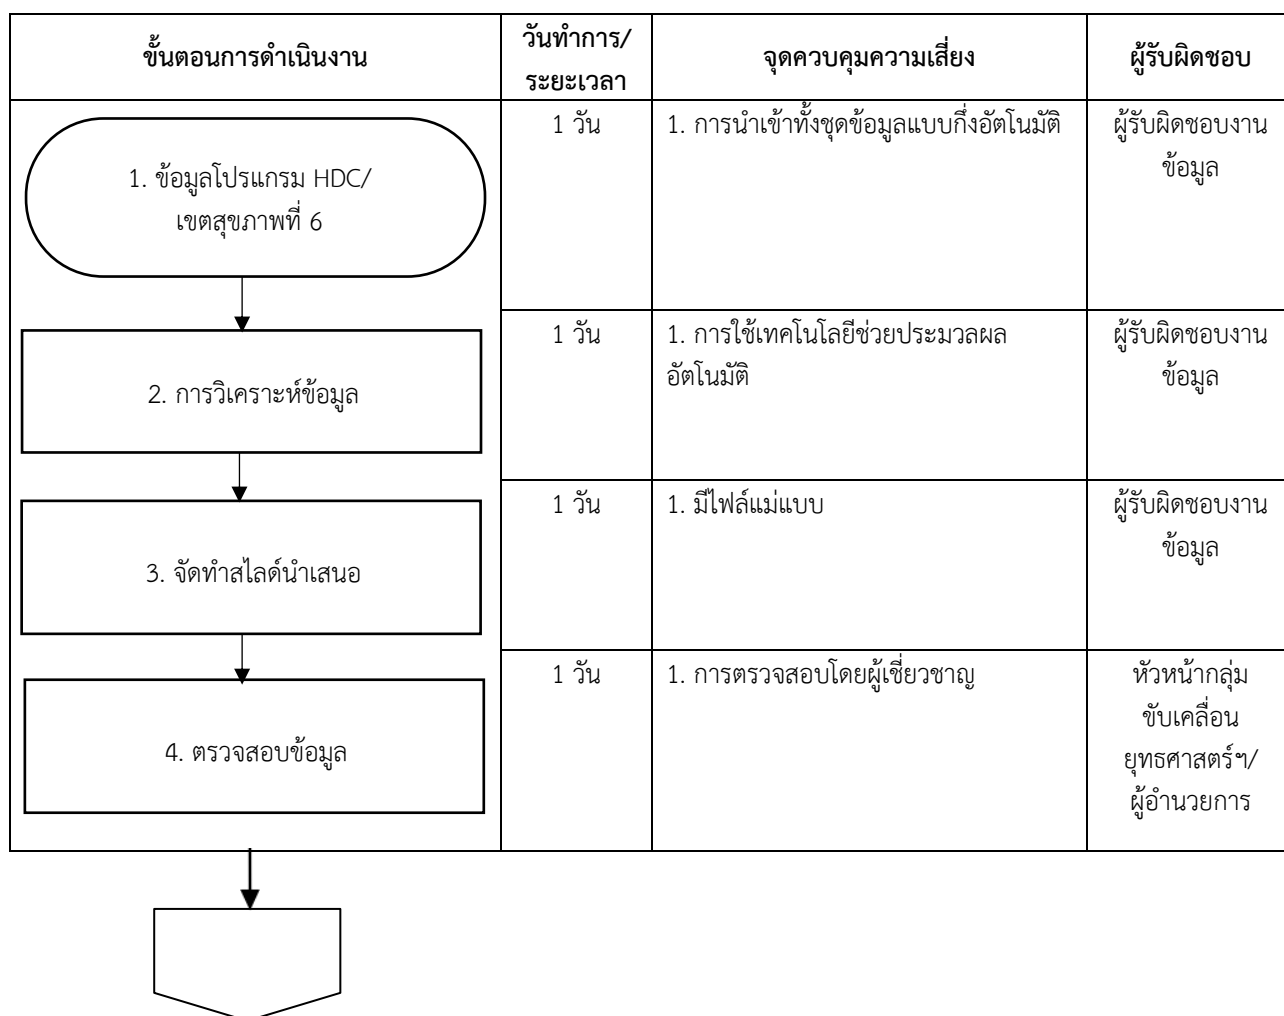 ขั้นตอนการดำเนินงาน
วันทำการ/
ระยะเวลา
จุดควบคุมความเสี่ยง
ผู้รับผิดชอบ
1. ข้อมูลโปรแกรม HDC/
เขตสุขภาพที่ 6
1 วัน
1. การนำเข้าทั้งชุดข้อมูลแบบกึ่งอัตโนมัติ
ผู้รับผิดชอบงาน
ข้อมูล
2. การวิเคราะห์ข้อมูล
1 วัน
1. การใช้เทคโนโลยีช่วยประมวลผล
อัตโนมัติ
ผู้รับผิดชอบงาน
ข้อมูล
3. จัดทำสไลด์นำเสนอ
1 วัน
1. มีไฟล์แม่แบบ
ผู้รับผิดชอบงาน
ข้อมูล
4. ตรวจสอบข้อมูล
1 วัน
1. การตรวจสอบโดยผู้เชี่ยวชาญ
หัวหน้ากลุ่ม
ขับเคลื่อน
ยุทธศาสตร์ฯ/
ผู้อำนวยการ